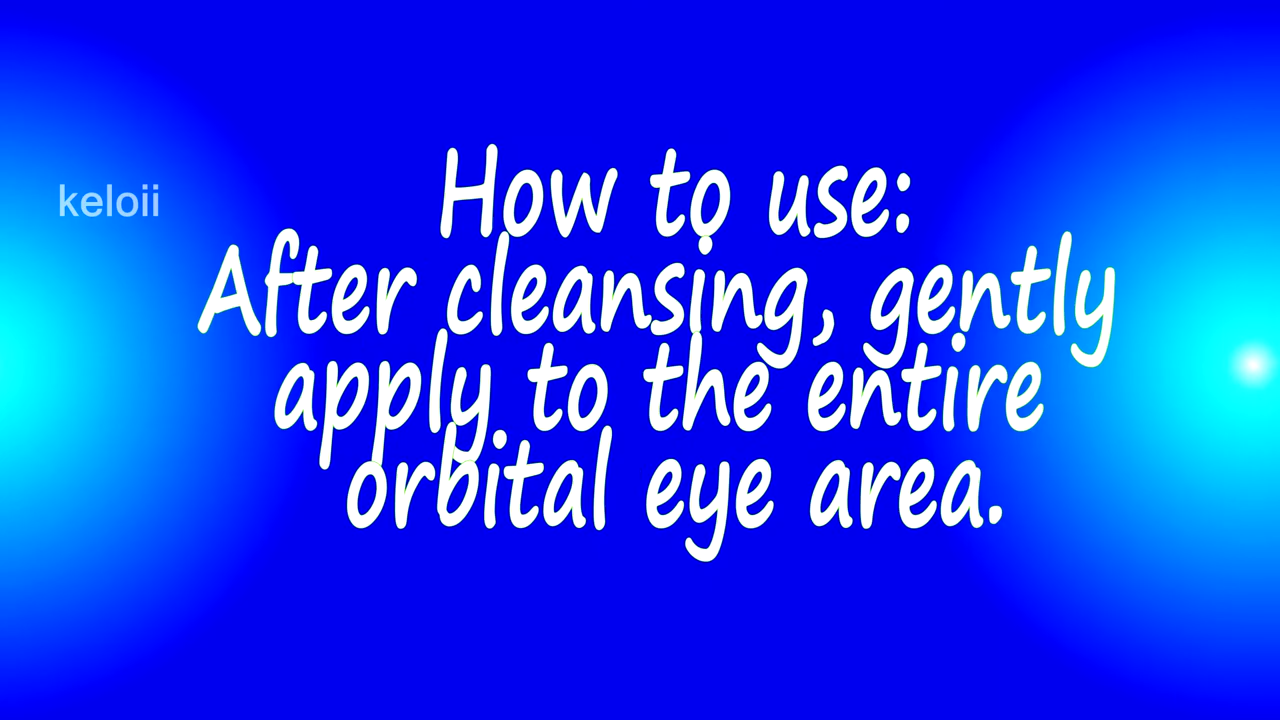 keloii
How to use:
After cleansing, gently
apply to the entire
orbital eye area.